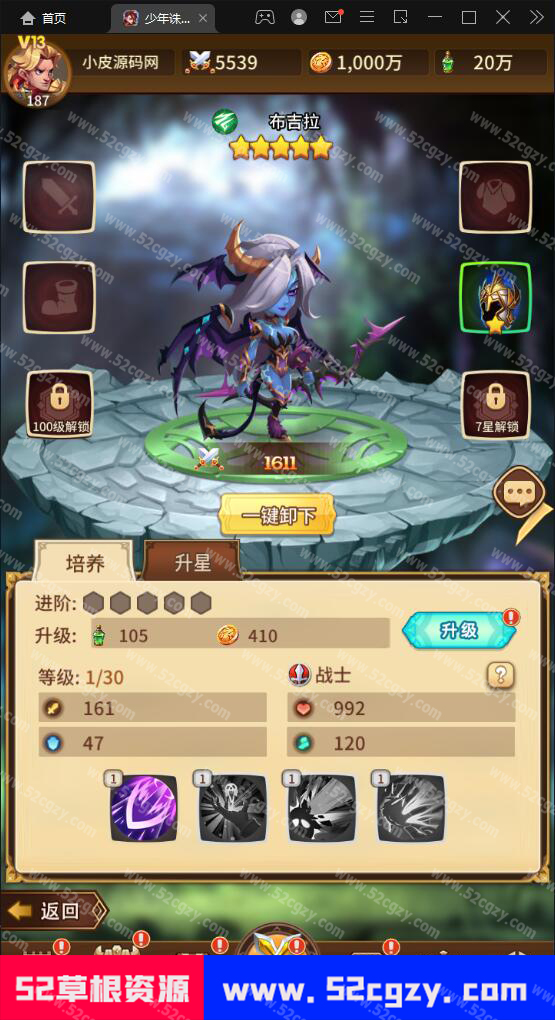 首页
少年诛...
V13
187
小皮源码网
5539
1,000万
20万
布吉拉
100级解锁
7星解锁
1611
一键卸下
培养
升星
进阶:
升级:
105
410
升级
等级: 1/30
战士
?
161
992
47
120
1
1
1
1
返回
52草根资源
www.52cgzy.com